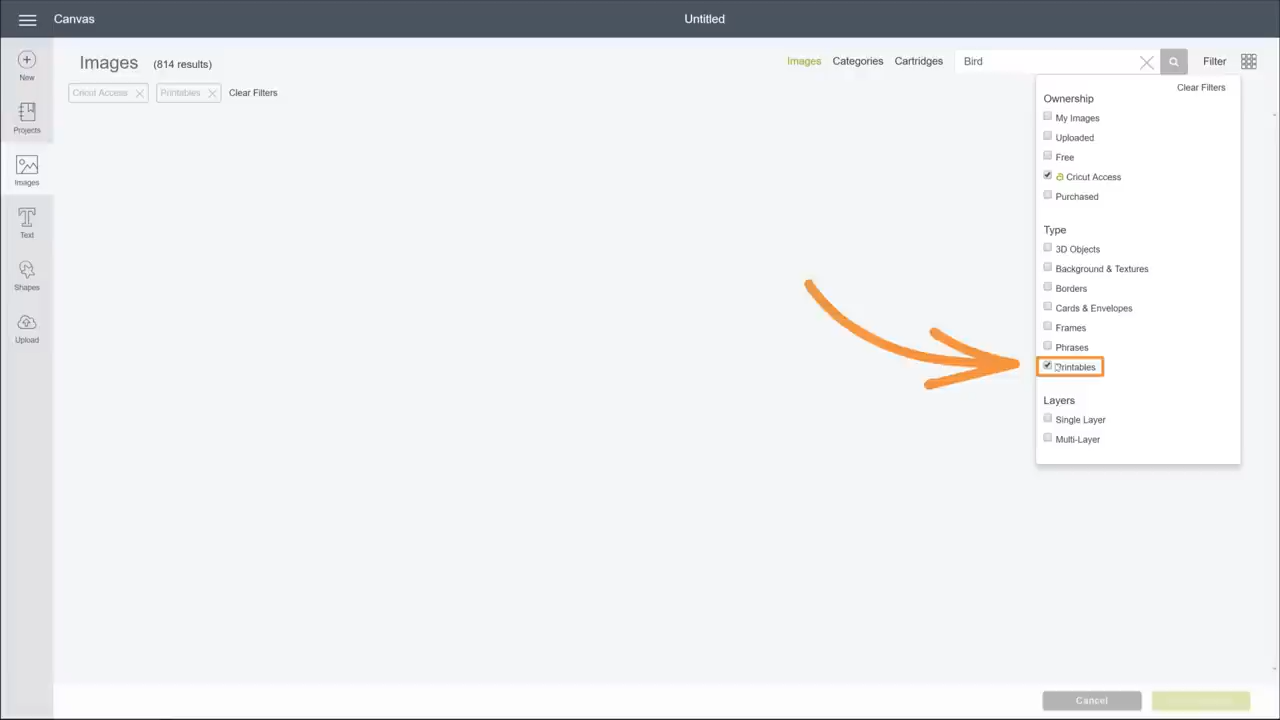 Canvas
Untitled
New
Projects
Images
Text
Shapes
Upload
Images (814 results)
Images Categories Cartridges Bird Filter
Cricut Access Printables Clear Filters
Clear Filters
Ownership
My Images
Uploaded
Free
a Cricut Access
Purchased
Type
3D Objects
Background & Textures
Borders
Cards & Envelopes
Frames
Phrases
Printables
Layers
Single Layer
Multi-Layer
Cancel